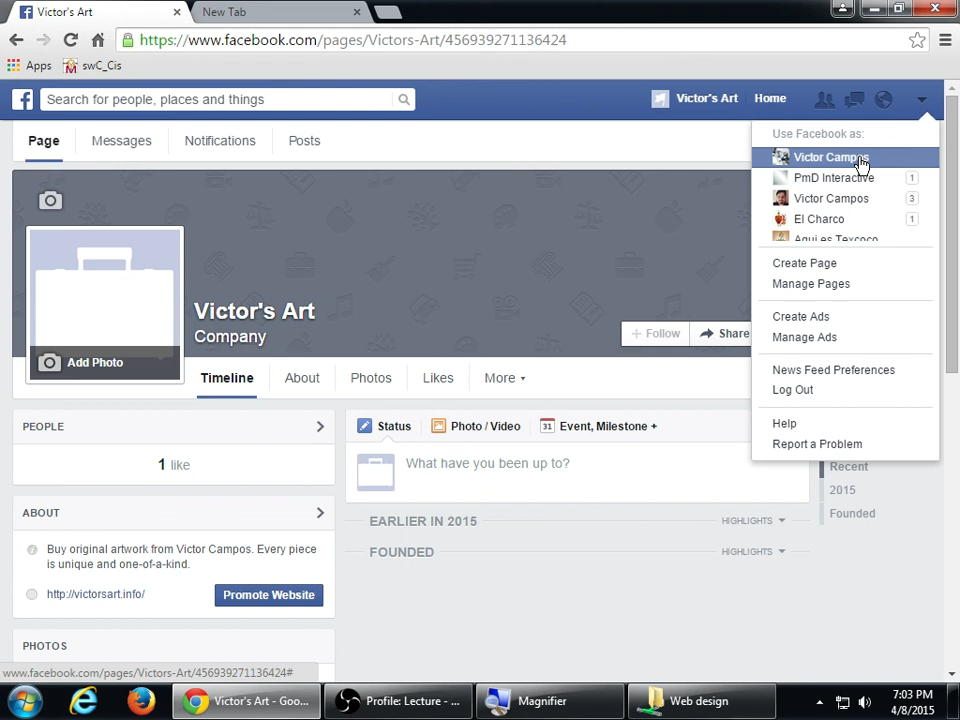 Victor's Art
New Tab
https://www.facebook.com/pages/Victors-Art/456939271136424
Apps
swC_Cis
Search for people, places and things
Victor's Art
Home
Page
Messages
Notifications
Posts
Use Facebook as:
Victor Campos
PmD Interactive 1
Victor Campos 3
El Charco 1
Aqui es Texcoco
Create Page
Manage Pages
Create Ads
Manage Ads
News Feed Preferences
Log Out
Help
Report a Problem
Victor's Art
Company
+ Follow
Share
Add Photo
Timeline
About
Photos
Likes
More
PEOPLE
1 like
ABOUT
Buy original artwork from Victor Campos. Every piece
is unique and one-of-a-kind.
http://victorsart.info/
Promote Website
PHOTOS
Status
Photo / Video
31 Event, Milestone +
What have you been up to?
EARLIER IN 2015
HIGHLIGHTS
FOUNDED
HIGHLIGHTS
Recent
2015
Founded
www.facebook.com/pages/Victors-Art/456939271136424#
Victor's Art - Goo...
Profile: Lecture - ...
Magnifier
Web design
7:03 PM
4/8/2015